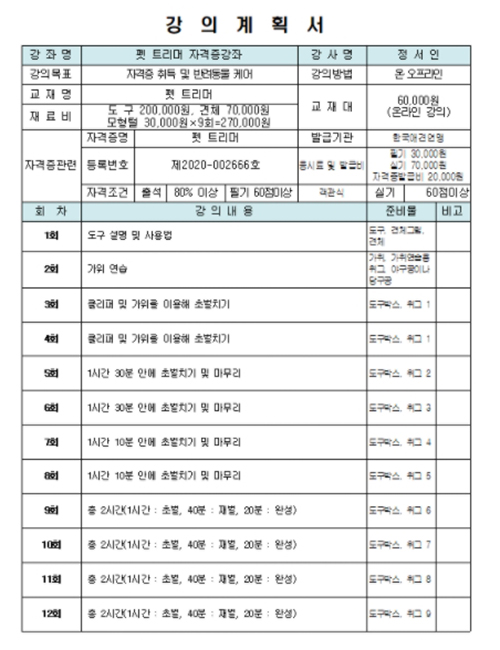 강 의 계 획 서
강 좌 명 펫 트리머 자격증강좌 강 사 명 정 서 인
강의목표 자격증 취득 및 반려동물 케어 강의방법 온·오프라인
교 재 명 펫 트리머 교 재 대 60,000원
(온라인 강의)
재 료 비 도 구 200,000원, 견체 70,000원
모형털 30,000원×9회=270,000원
자격증관련 자격증명 펫 트리머 발급기관 한국애견연맹
등록번호 제2020-002666호 응시료 및 발급비 필기 30,000원
실기 70,000원
자격증발급비 20,000원
자격조건 출석 80% 이상 필기 60점이상 객관식 실기 60점이상
회 차 강 의 내 용 준비물 비고
1회 도구 설명 및 사용법 도구, 견체그림,
견체
2회 가위 연습 가위, 가위연습용
위그, 야구공이나
당구공
3회 클리퍼 및 가위를 이용해 초벌치기 도구박스, 위그 1
4회 클리퍼 및 가위를 이용해 초벌치기 도구박스, 위그 1
5회 1시간 30분 안에 초벌치기 및 마무리 도구박스, 위그 2
6회 1시간 30분 안에 초벌치기 및 마무리 도구박스, 위그 3
7회 1시간 10분 안에 초벌치기 및 마무리 도구박스, 위그 4
8회 1시간 10분 안에 초벌치기 및 마무리 도구박스, 위그 5
9회 총 2시간(1시간 : 초벌, 40분 : 재벌, 20분 : 완성) 도구박스, 위그 6
10회 총 2시간(1시간 : 초벌, 40분 : 재벌, 20분 : 완성) 도구박스, 위그 7
11회 총 2시간(1시간 : 초벌, 40분 : 재벌, 20분 : 완성) 도구박스, 위그 8
12회 총 2시간(1시간 : 초벌, 40분 : 재벌, 20분 : 완성) 도구박스, 위그 9